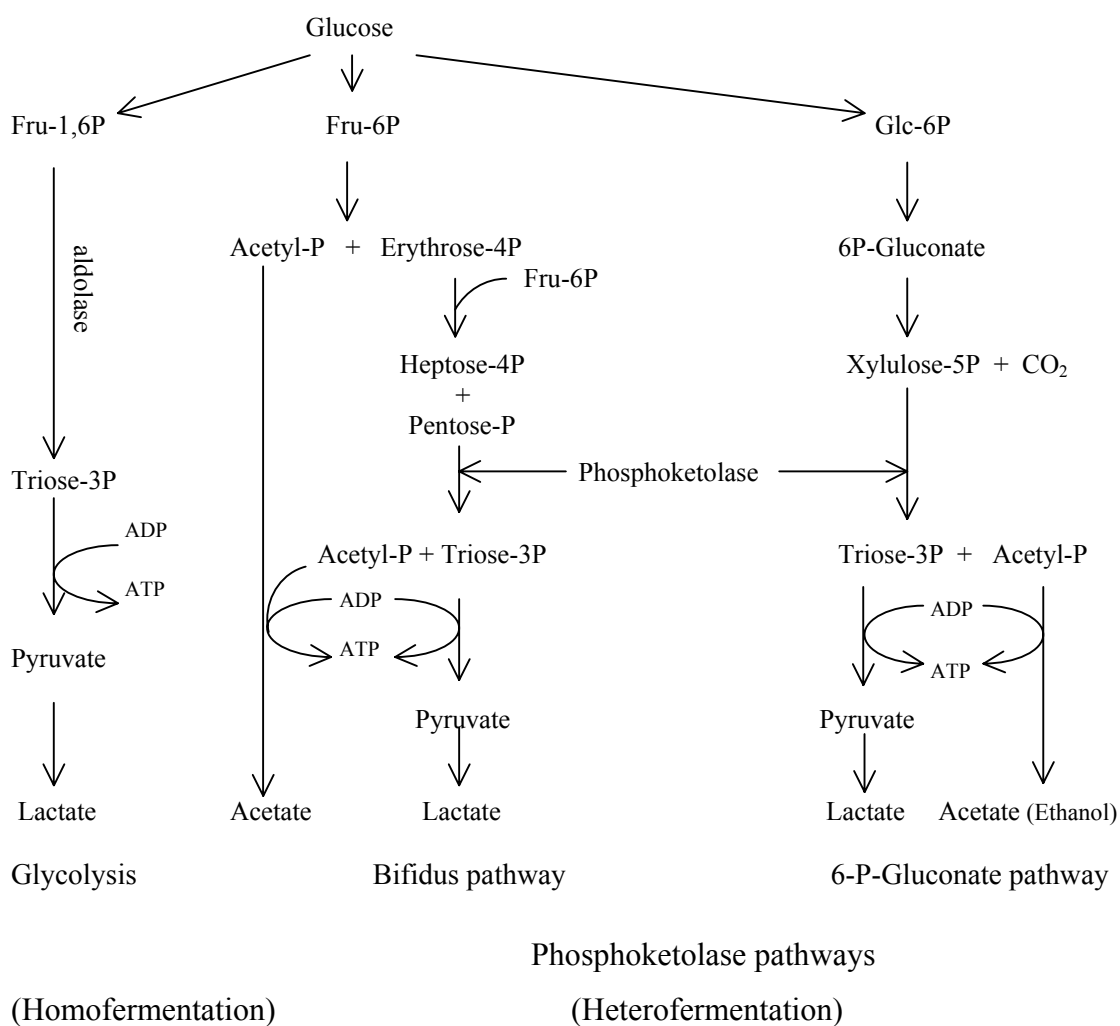 Glucose
Fru-1,6P Fru-6P Glc-6P
aldolase
Acetyl-P + Erythrose-4P 6P-Gluconate
Fru-6P
Heptose-4P Xylulose-5P + CO₂
+
Pentose-P
Triose-3P Phosphoketolase
ADP
Acetyl-P + Triose-3P Triose-3P + Acetyl-P
ATP ADP ADP
ATP ATP
Pyruvate
Pyruvate Pyruvate
Lactate Acetate Lactate Lactate Acetate (Ethanol)
Glycolysis Bifidus pathway 6-P-Gluconate pathway
Phosphoketolase pathways
(Homofermentation) (Heterofermentation)